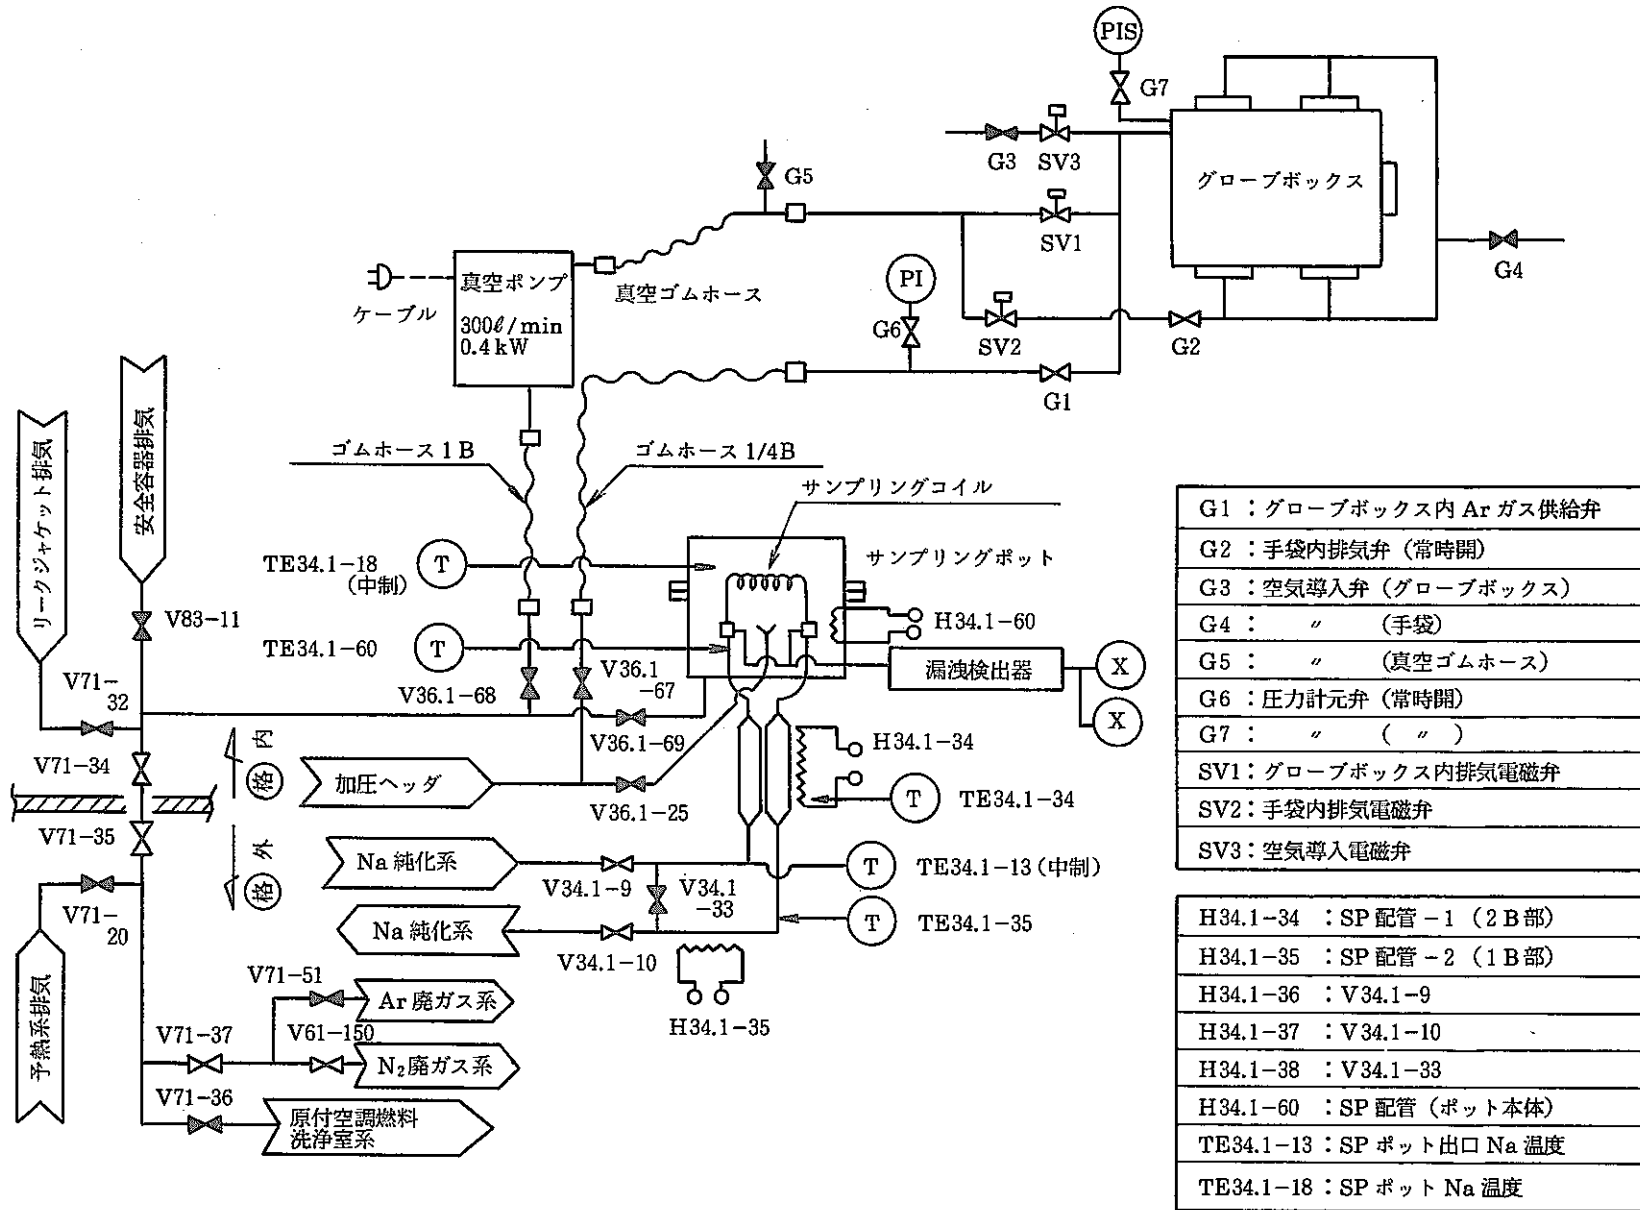 PIS
G7
G3
SV3
グローブボックス
G5
SV1
G4
真空ポンプ
300ℓ/min
0.4kW
ケーブル
真空ゴムホース
PI
G6
SV2
G2
G1
リークジャケット排気
安全容器排気
ゴムホース 1B
ゴムホース 1/4B
サンプリングコイル
サンプリングポット
TE34.1-18
(中制)
T
V83-11
TE34.1-60
T
H34.1-60
V71-
32
V36.1-68
V36.1
-67
漏洩検出器
X
X
V36.1-69
H34.1-34
V71-34
内
格
加圧ヘッダ
V36.1-25
T
TE34.1-34
V71-35
外
格
Na 純化系
V34.1-9
V34.1
-33
T
TE34.1-13(中制)
V71-
20
Na 純化系
V34.1-10
T
TE34.1-35
H34.1-35
予熱系排気
V71-51
Ar 廃ガス系
V71-37
V61-150
N₂廃ガス系
V71-36
原付空調燃料
洗浄室系
G1 : グローブボックス内 Ar ガス供給弁
G2 : 手袋内排気弁 (常時開)
G3 : 空気導入弁 (グローブボックス)
G4 : 〃 (手袋)
G5 : 〃 (真空ゴムホース)
G6 : 圧力計元弁 (常時開)
G7 : 〃 ( 〃 )
SV1 : グローブボックス内排気電磁弁
SV2 : 手袋内排気電磁弁
SV3 : 空気導入電磁弁
H34.1-34 : SP 配管-1 (2B部)
H34.1-35 : SP 配管-2 (1B部)
H34.1-36 : V34.1-9
H34.1-37 : V34.1-10
H34.1-38 : V34.1-33
H34.1-60 : SP 配管 (ポット本体)
TE34.1-13 : SP ポット出口 Na 温度
TE34.1-18 : SP ポット Na 温度